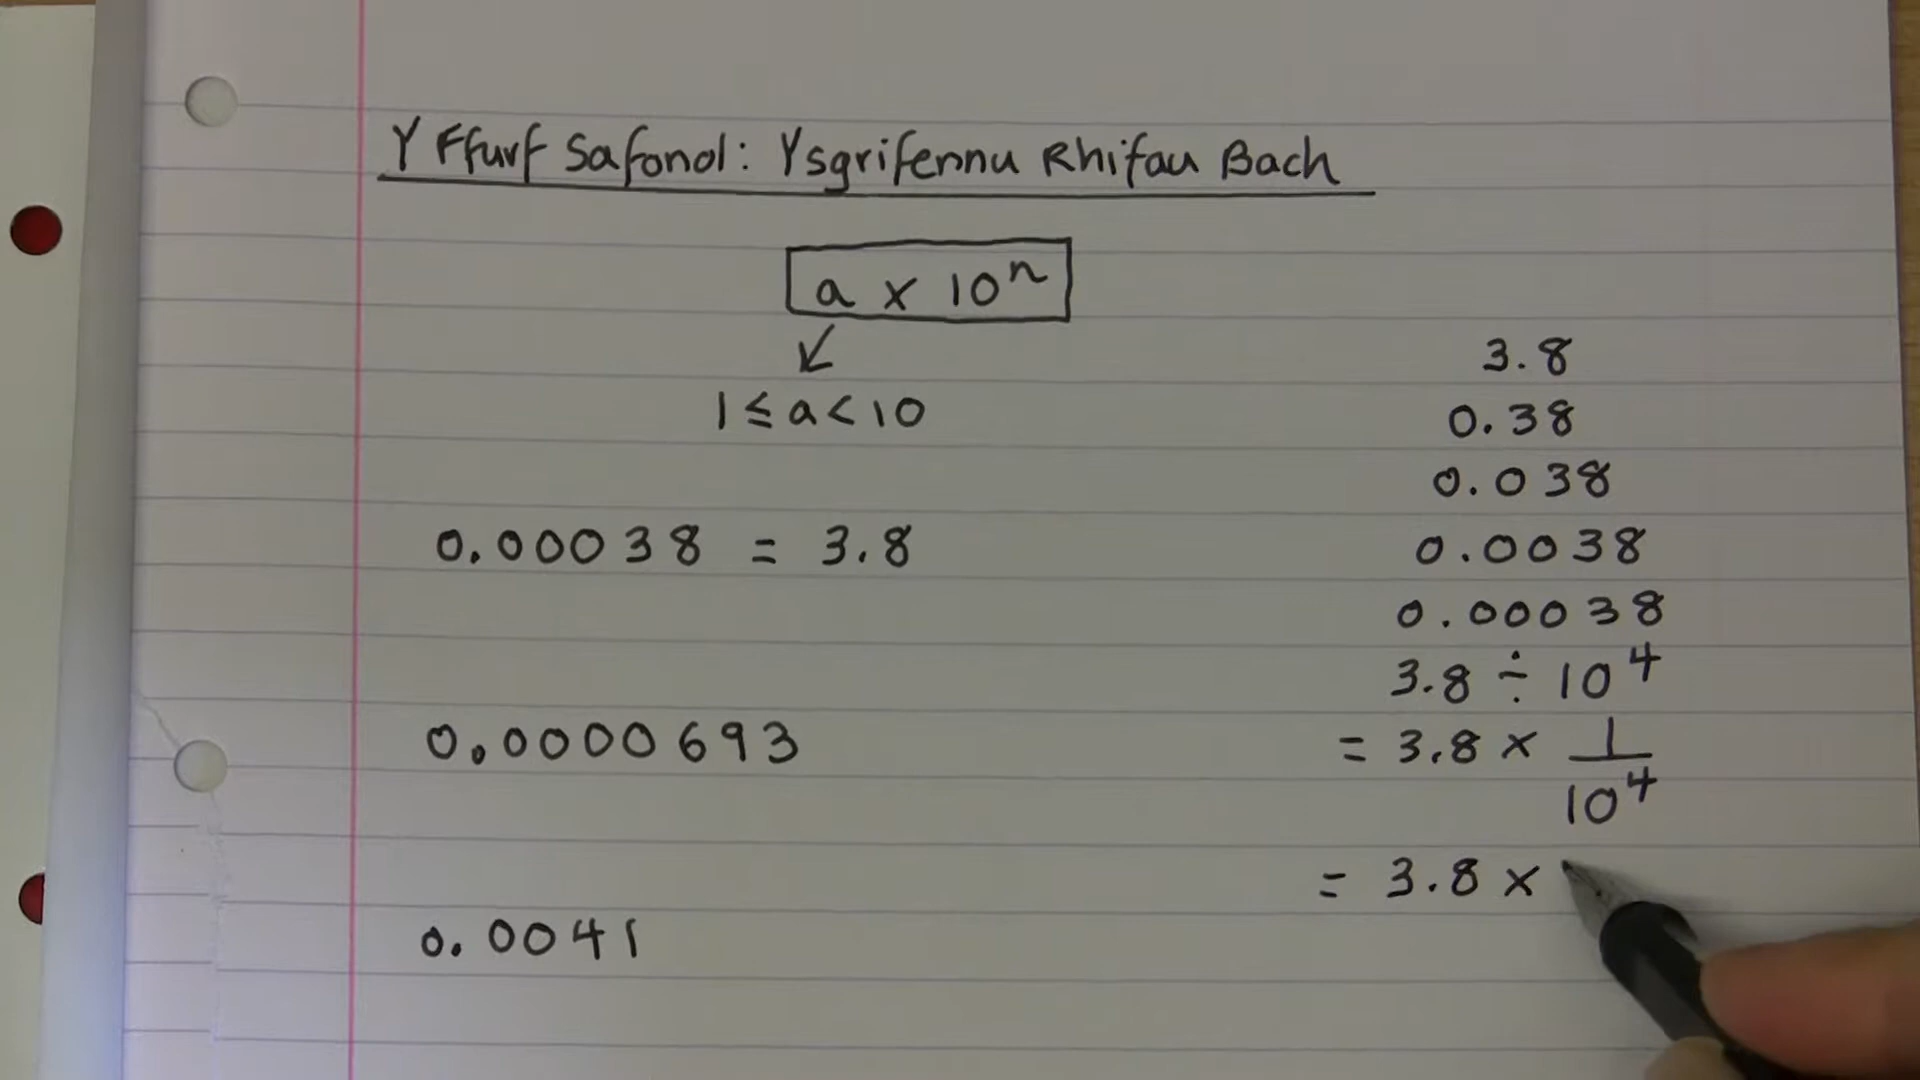 Y Ffurf Safonol: Ysgrifennu Rhifau Bach
a × 10ⁿ
1 ≤ a < 10
0.00038 = 3.8
0.0000693
0.0041
3.8
0.38
0.038
0.0038
0.00038
3.8 ÷ 10⁴
= 3.8 × 1/10⁴
= 3.8 ×